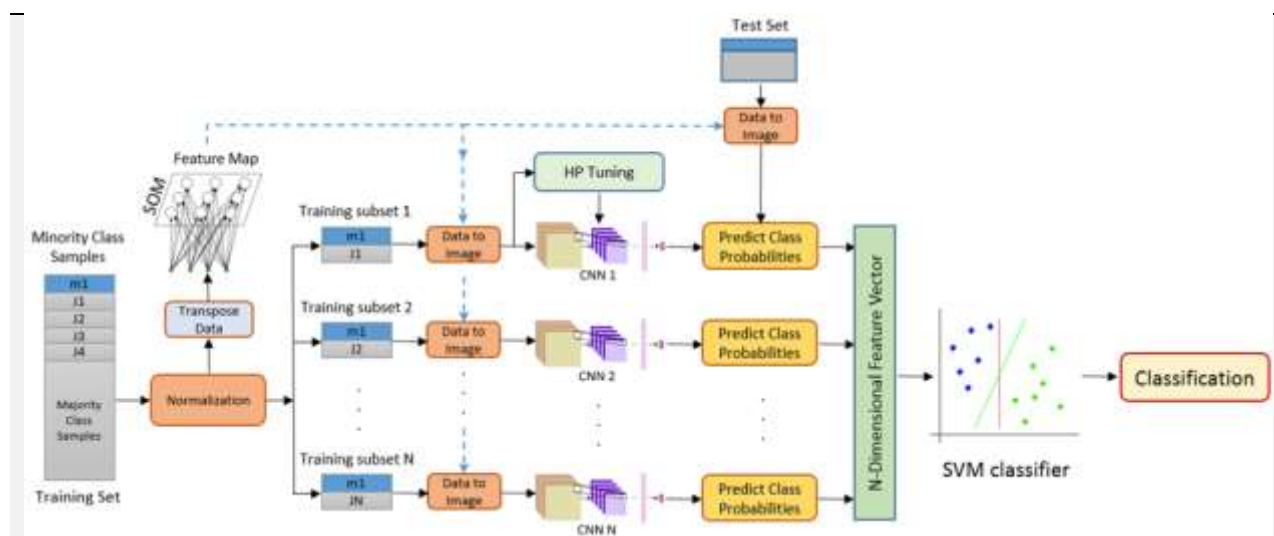 Test Set
Data to
Image
Feature Map
SOM
HP Tuning
Training subset 1
m1
J1
Data to
Image
CNN 1
Predict Class
Probabilities
Minority Class
Samples
m1
J1
J2
J3
J4
Majority
Class
Samples
Training Set
Transpose
Data
Normalization
Training subset 2
m1
J2
Data to
Image
CNN 2
Predict Class
Probabilities
Training subset N
m1
JN
Data to
Image
CNN N
Predict Class
Probabilities
N-Dimensional Feature Vector
SVM classifier
Classification